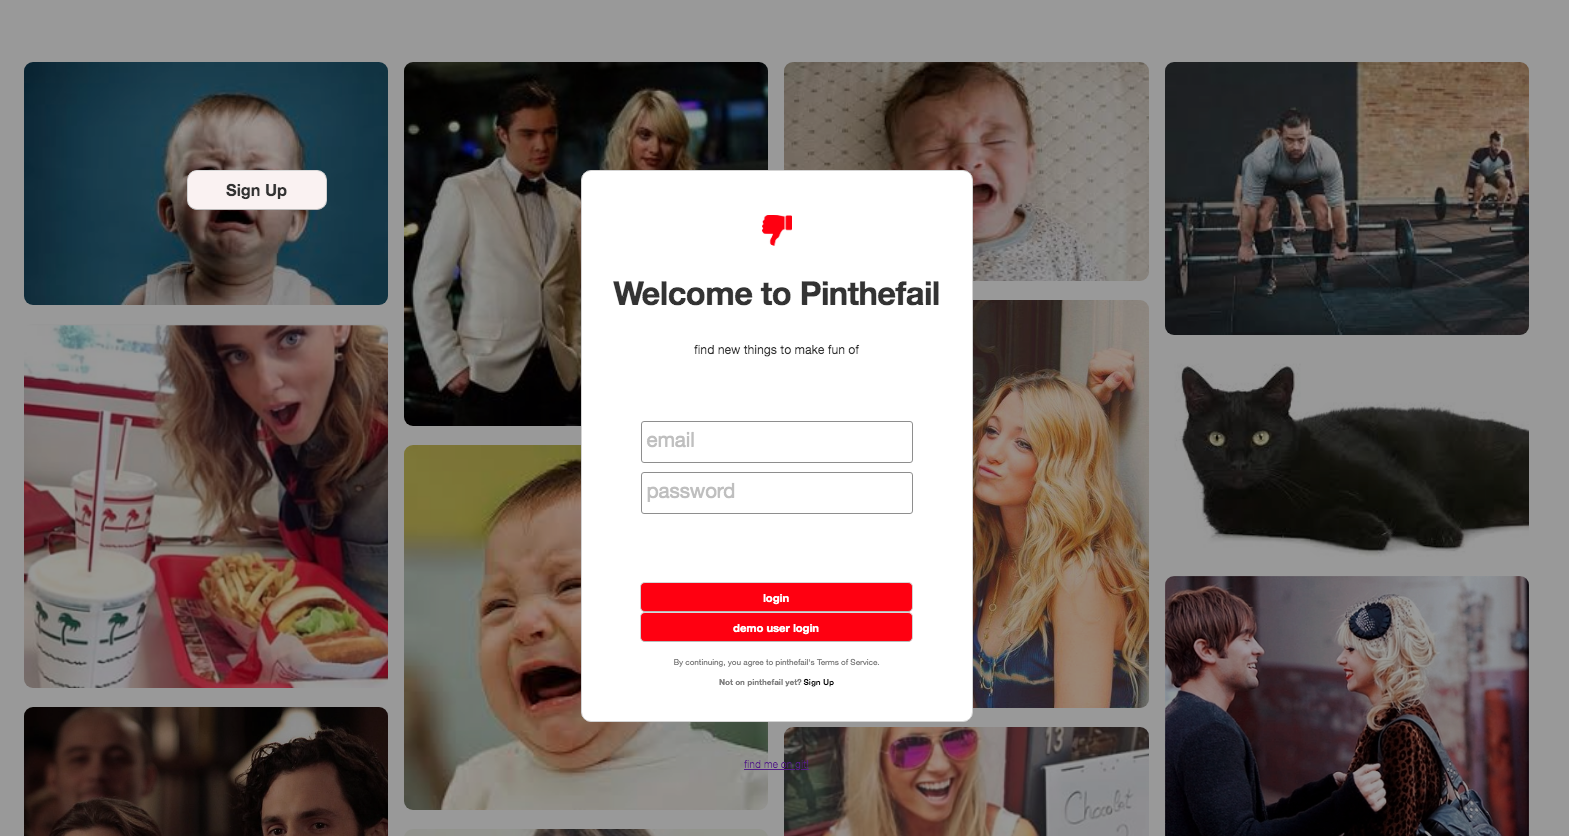 Sign Up
Welcome to Pinthefail
find new things to make fun of
email
password
login
demo user login
By continuing, you agree to pinthefail's Terms of Service.
Not on pinthefail yet? Sign Up
find me
13
Chocolat